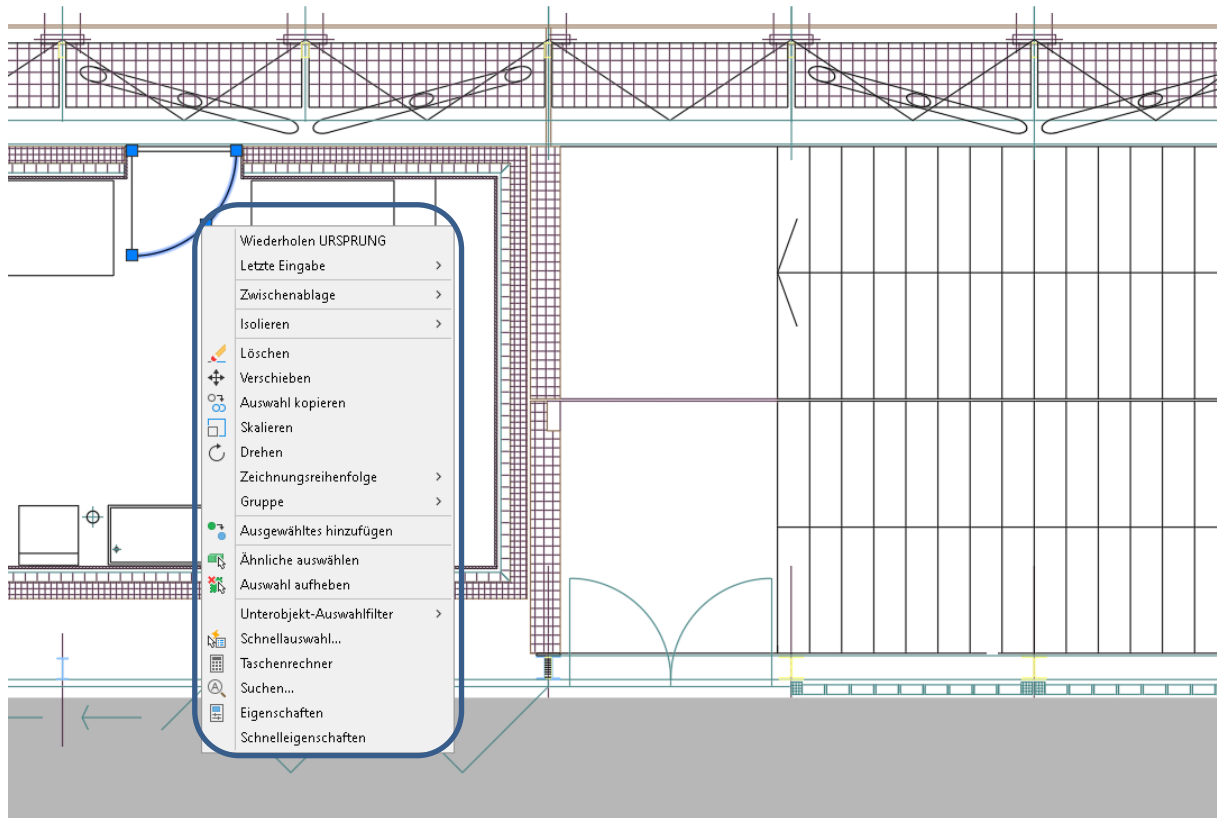 Wiederholen URSPRUNG
Letzte Eingabe
Zwischenablage
Isolieren
Löschen
Verschieben
Auswahl kopieren
Skalieren
Drehen
Zeichnungsreihenfolge
Gruppe
Ausgewähltes hinzufügen
Ähnliche auswählen
Auswahl aufheben
Unterobjekt-Auswahlfilter
Schnellauswahl...
Taschenrechner
Suchen...
Eigenschaften
Schnelleigenschaften